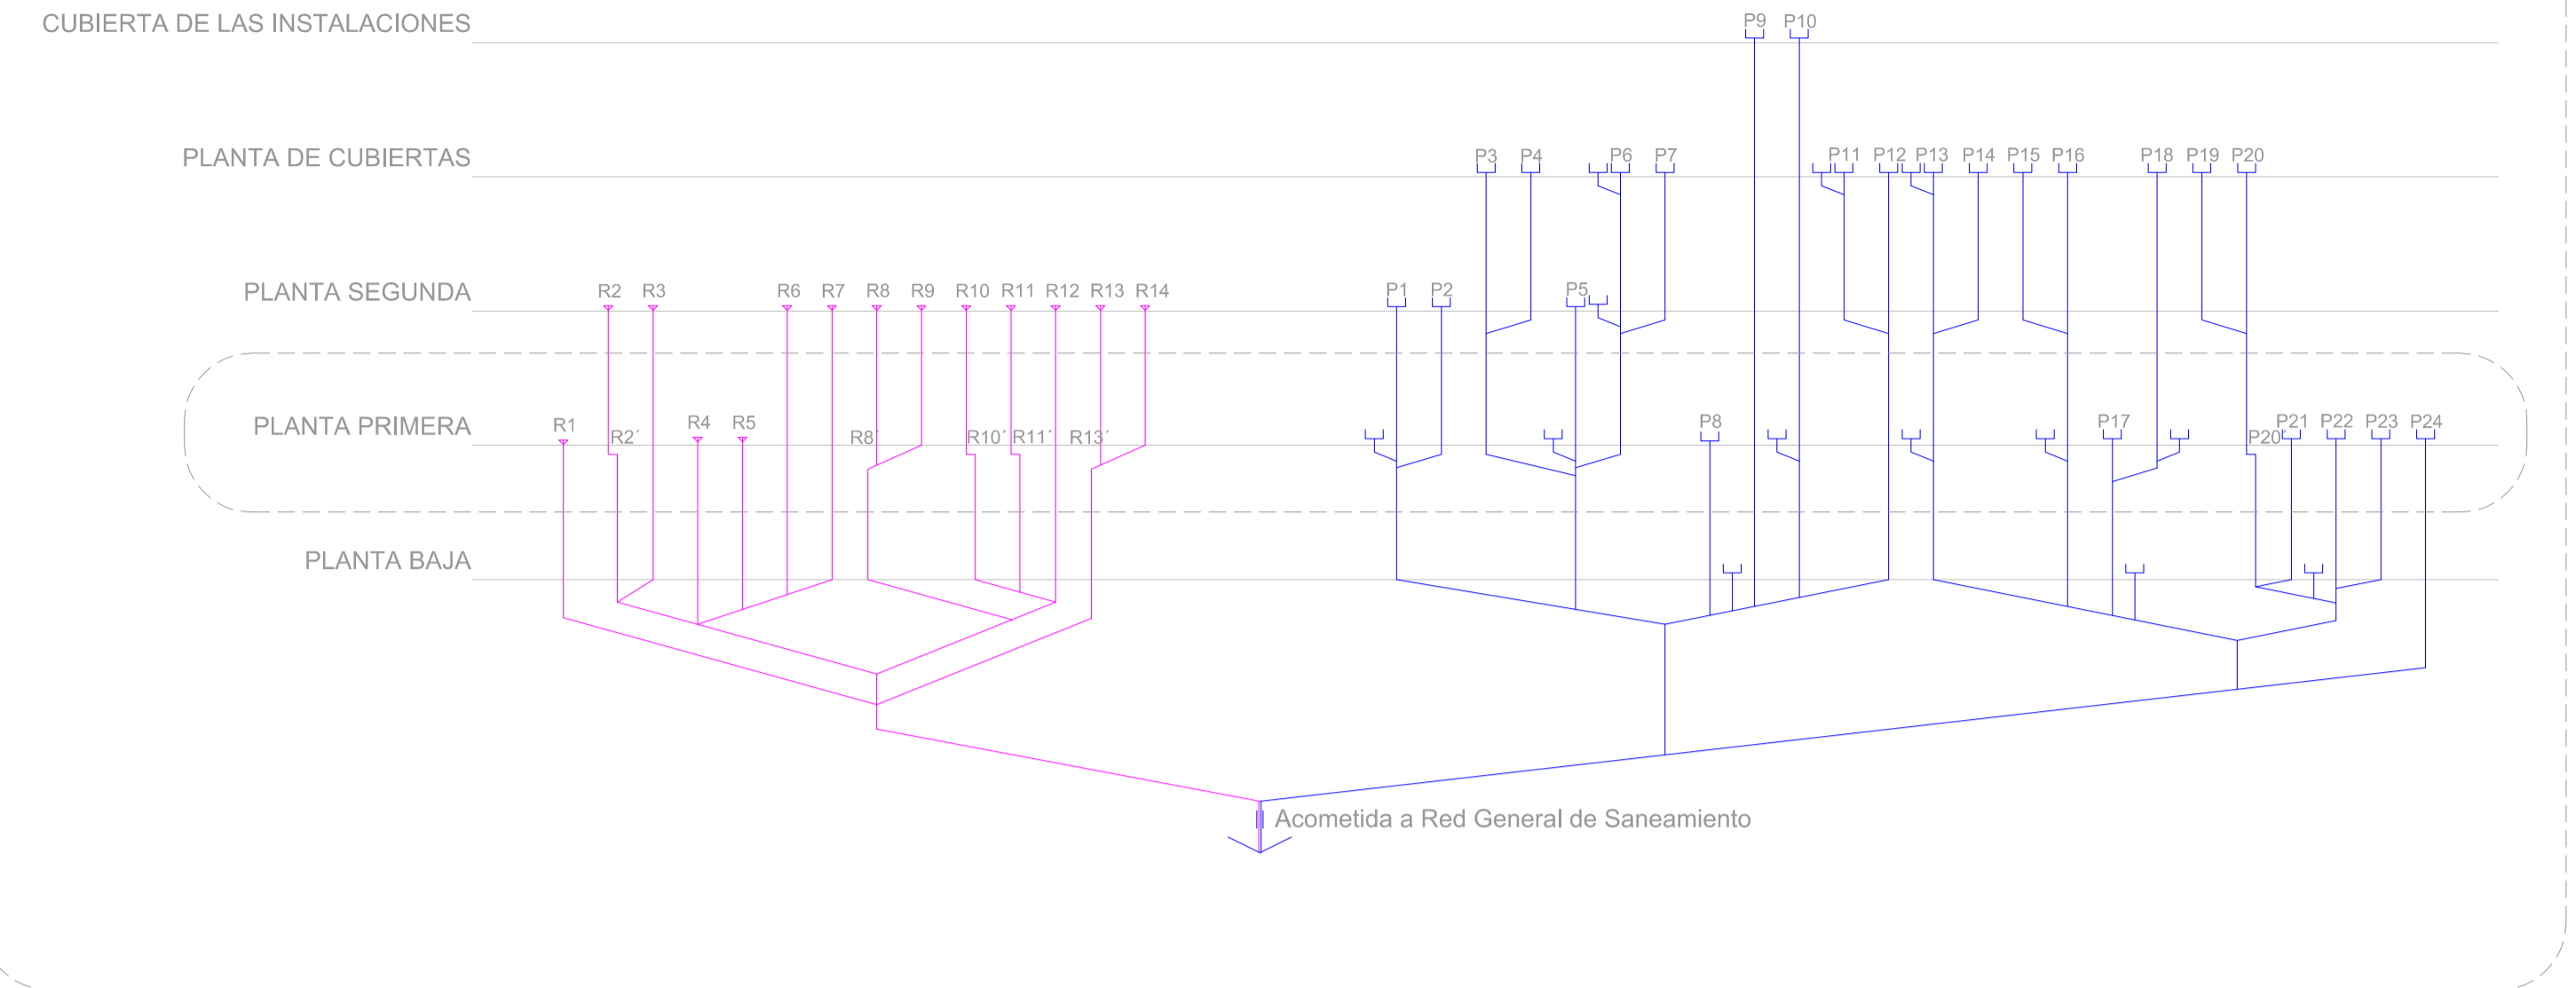 CUBIERTA DE LAS INSTALACIONES
P9 P10
PLANTA DE CUBIERTAS
P3 P4 P6 P7 P11 P12 P13 P14 P15 P16 P18 P19 P20
PLANTA SEGUNDA
R2 R3 R6 R7 R8 R9 R10 R11 R12 R13 R14 P1 P2 P5
PLANTA PRIMERA
R1 R4 R5 P8 P17 P21 P22 P23 P24
R2´ R8´ R10´ R11´ R13´ P20´
PLANTA BAJA
Acometida a Red General de Saneamiento